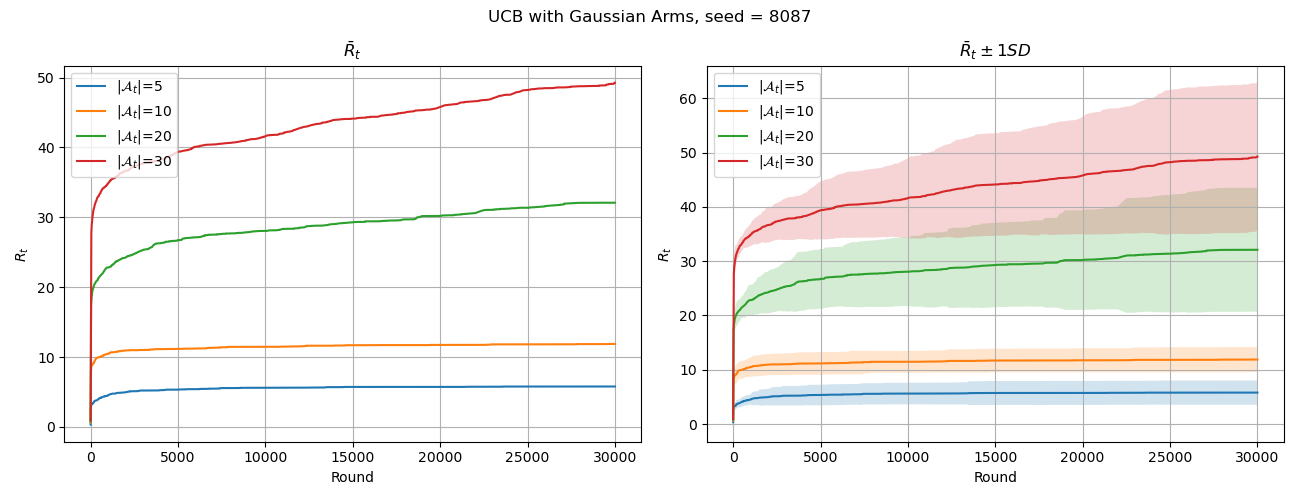 UCB with Gaussian Arms, seed = 8087
R̄ₜ
50
40
30
20
10
0
Rₜ
|𝒜ₜ|=5
|𝒜ₜ|=10
|𝒜ₜ|=20
|𝒜ₜ|=30
0 5000 10000 15000 20000 25000 30000
Round
R̄ₜ ± 1SD
60
50
40
30
20
10
0
Rₜ
|𝒜ₜ|=5
|𝒜ₜ|=10
|𝒜ₜ|=20
|𝒜ₜ|=30
0 5000 10000 15000 20000 25000 30000
Round